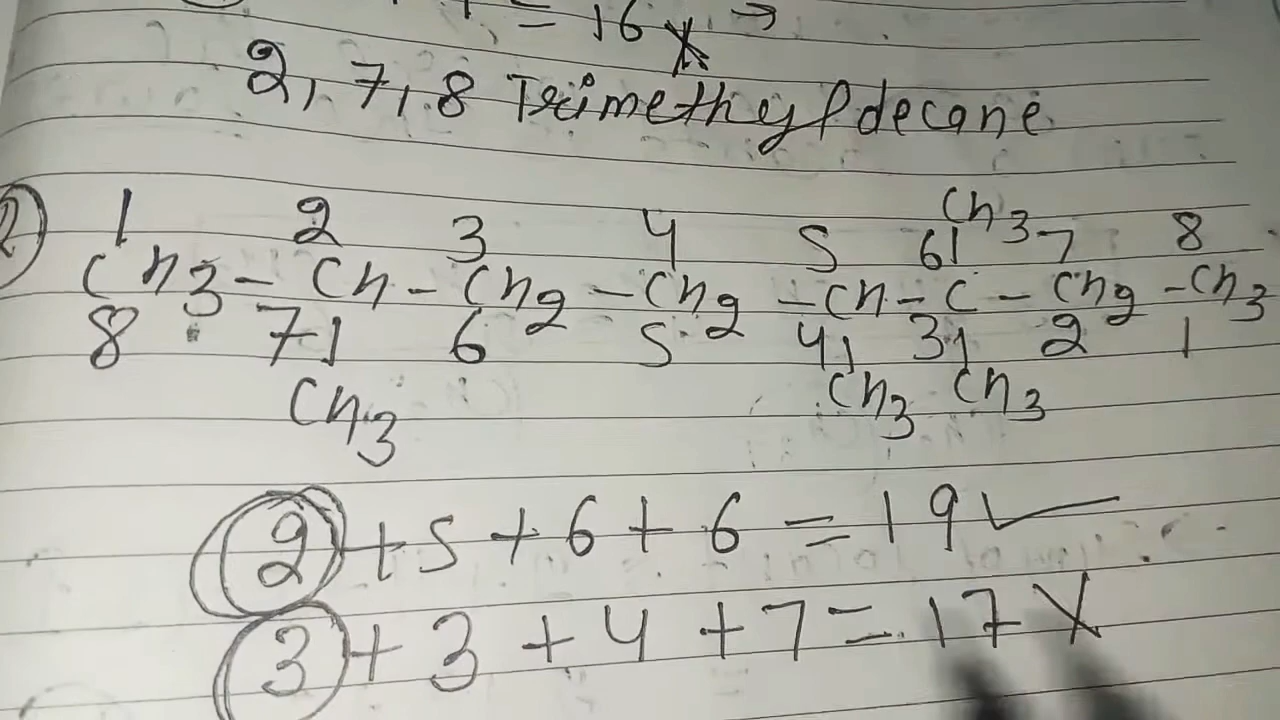 = 16 x →
2, 7, 8 Trimethyl decane
2)
CH3
1 2 3 4 5 6 7 8
CH3 - CH - CH2 - CH2 - CH - C - CH2 - CH3
8 7 6 5 4 3 2 1
CH3 CH3 CH3
2 + 5 + 6 + 6 = 19 ✓
3 + 3 + 4 + 7 = 17 X